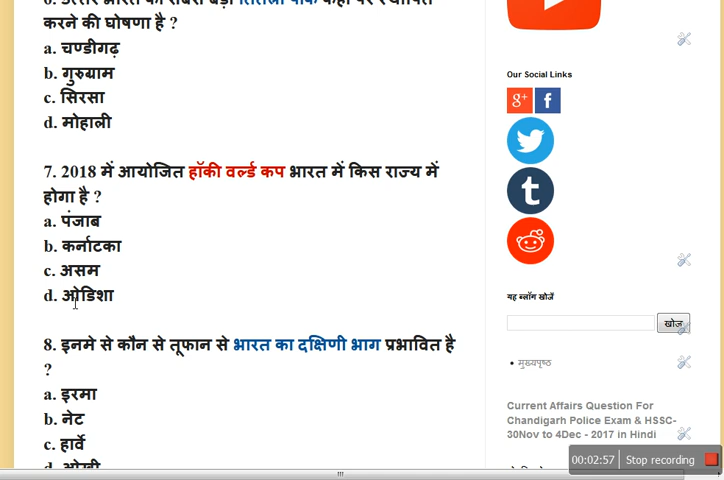 करने की घोषणा है ?
a. चण्डीगढ़
b. गुरुग्राम
c. सिरसा
d. मोहाली
7. 2018 में आयोजित हॉकी वर्ल्ड कप भारत में किस राज्य में
होगा है ?
a. पंजाब
b. कर्नाटका
c. असम
d. ओडिशा
8. इनमे से कौन से तूफान से भारत का दक्षिणी भाग प्रभावित है
?
a. इरमा
b. नेट
c. हार्वे
d. ओखी
Our Social Links
g+ f
t
यह ब्लॉग खोजें
खोज
मुख्यपृष्ठ
Current Affairs Question For
Chandigarh Police Exam & HSSC-
30Nov to 4Dec - 2017 in Hindi
00:02:57 Stop recording